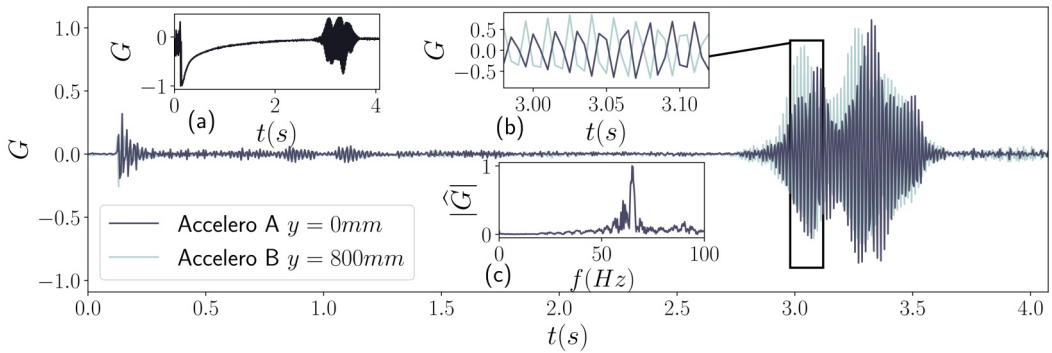 1.0
0.5
0.0
−0.5
−1.0
G
0
−1
G
0 2 4
(a) t(s)
0.5
0.0
−0.5
G
3.00 3.05 3.10
(b) t(s)
1
0
|Ĝ|
0 50 100
(c) f(Hz)
Accelero A y = 0mm
Accelero B y = 800mm
0.0 0.5 1.0 1.5 2.0 2.5 3.0 3.5 4.0
t(s)